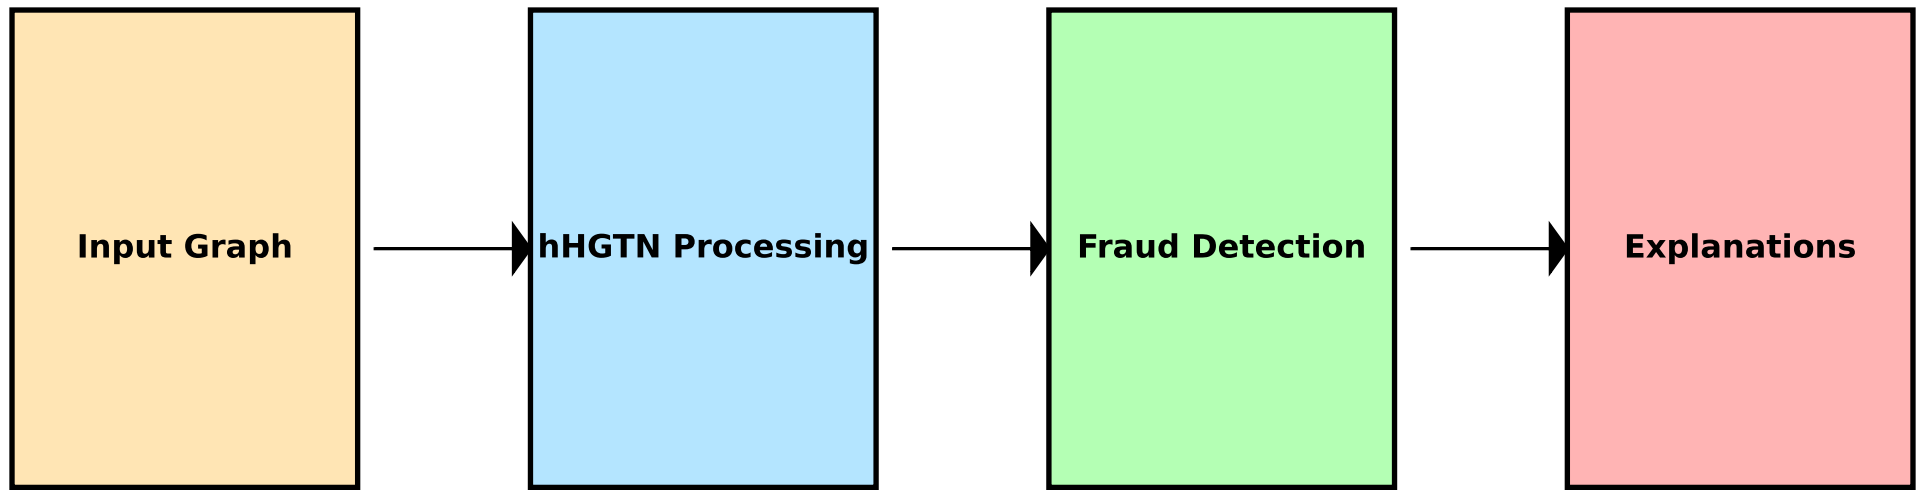 Input Graph
hHGTN Processing
Fraud Detection
Explanations